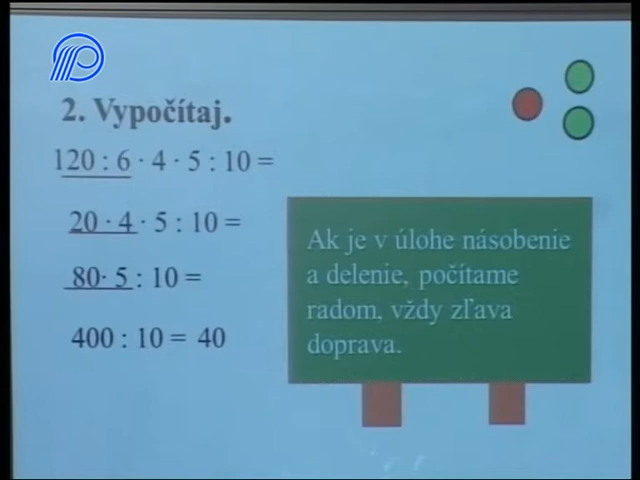 2. Vypočítaj.
120 : 6 · 4 · 5 : 10 =
20 · 4 · 5 : 10 =
80· 5 : 10 =
400 : 10 = 40
Ak je v úlohe násobenie
a delenie, počítame
radom, vždy zľava
doprava.